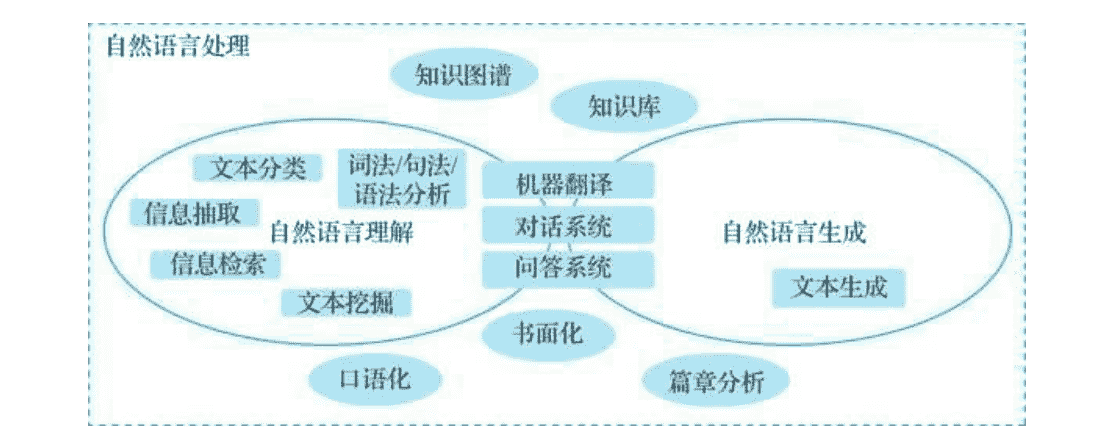 自然语言处理
知识图谱
知识库
文本分类
词法/句法/
语法分析
信息抽取
自然语言理解
信息检索
文本挖掘
机器翻译
对话系统
问答系统
自然语言生成
文本生成
书面化
口语化
篇章分析